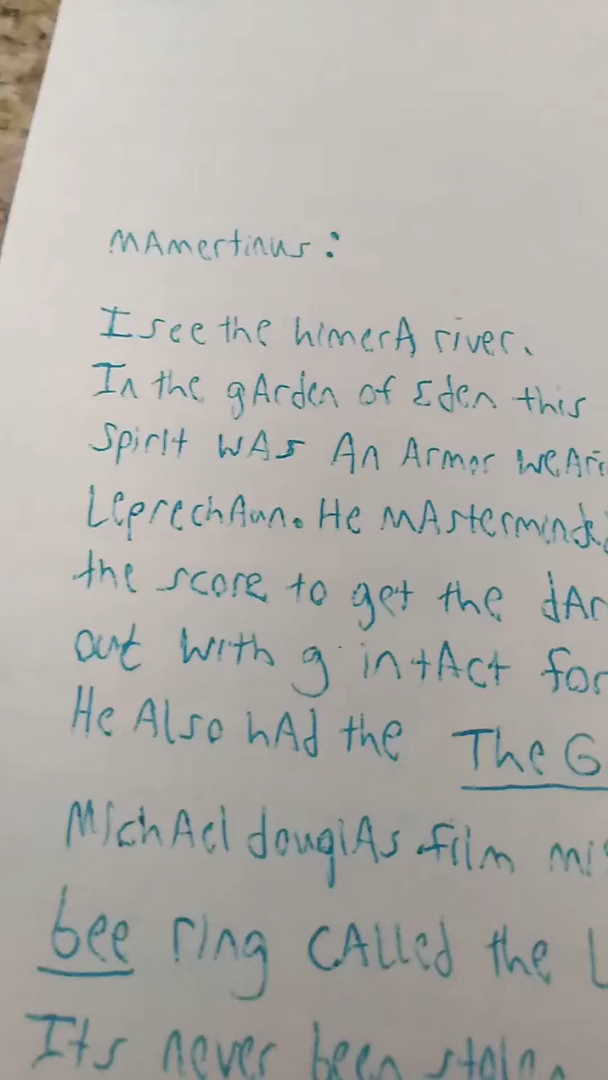 MAmertinus:
I see the himerA river.
In the gArden of Eden this
Spirit wAs An Armor
LeprechAun. He
the score to get the
out with g intAct for
He Also hAd the The G
MichAel douglAs film
bee ring cALLed the L
Its never been stolen